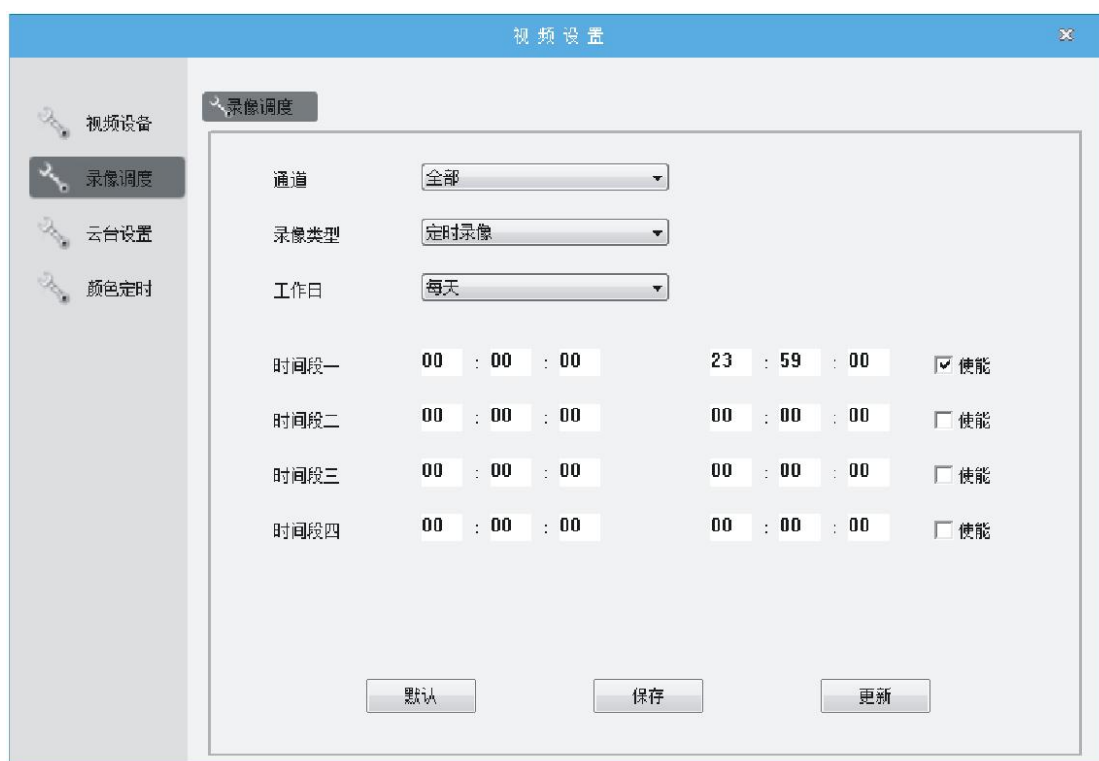 视频设置
视频设备
录像调度
云台设置
颜色定时
录像调度
通道 全部
录像类型 定时录像
工作日 每天
时间段一 00 : 00 : 00 23 : 59 : 00 使能
时间段二 00 : 00 : 00 00 : 00 : 00 使能
时间段三 00 : 00 : 00 00 : 00 : 00 使能
时间段四 00 : 00 : 00 00 : 00 : 00 使能
默认 保存 更新